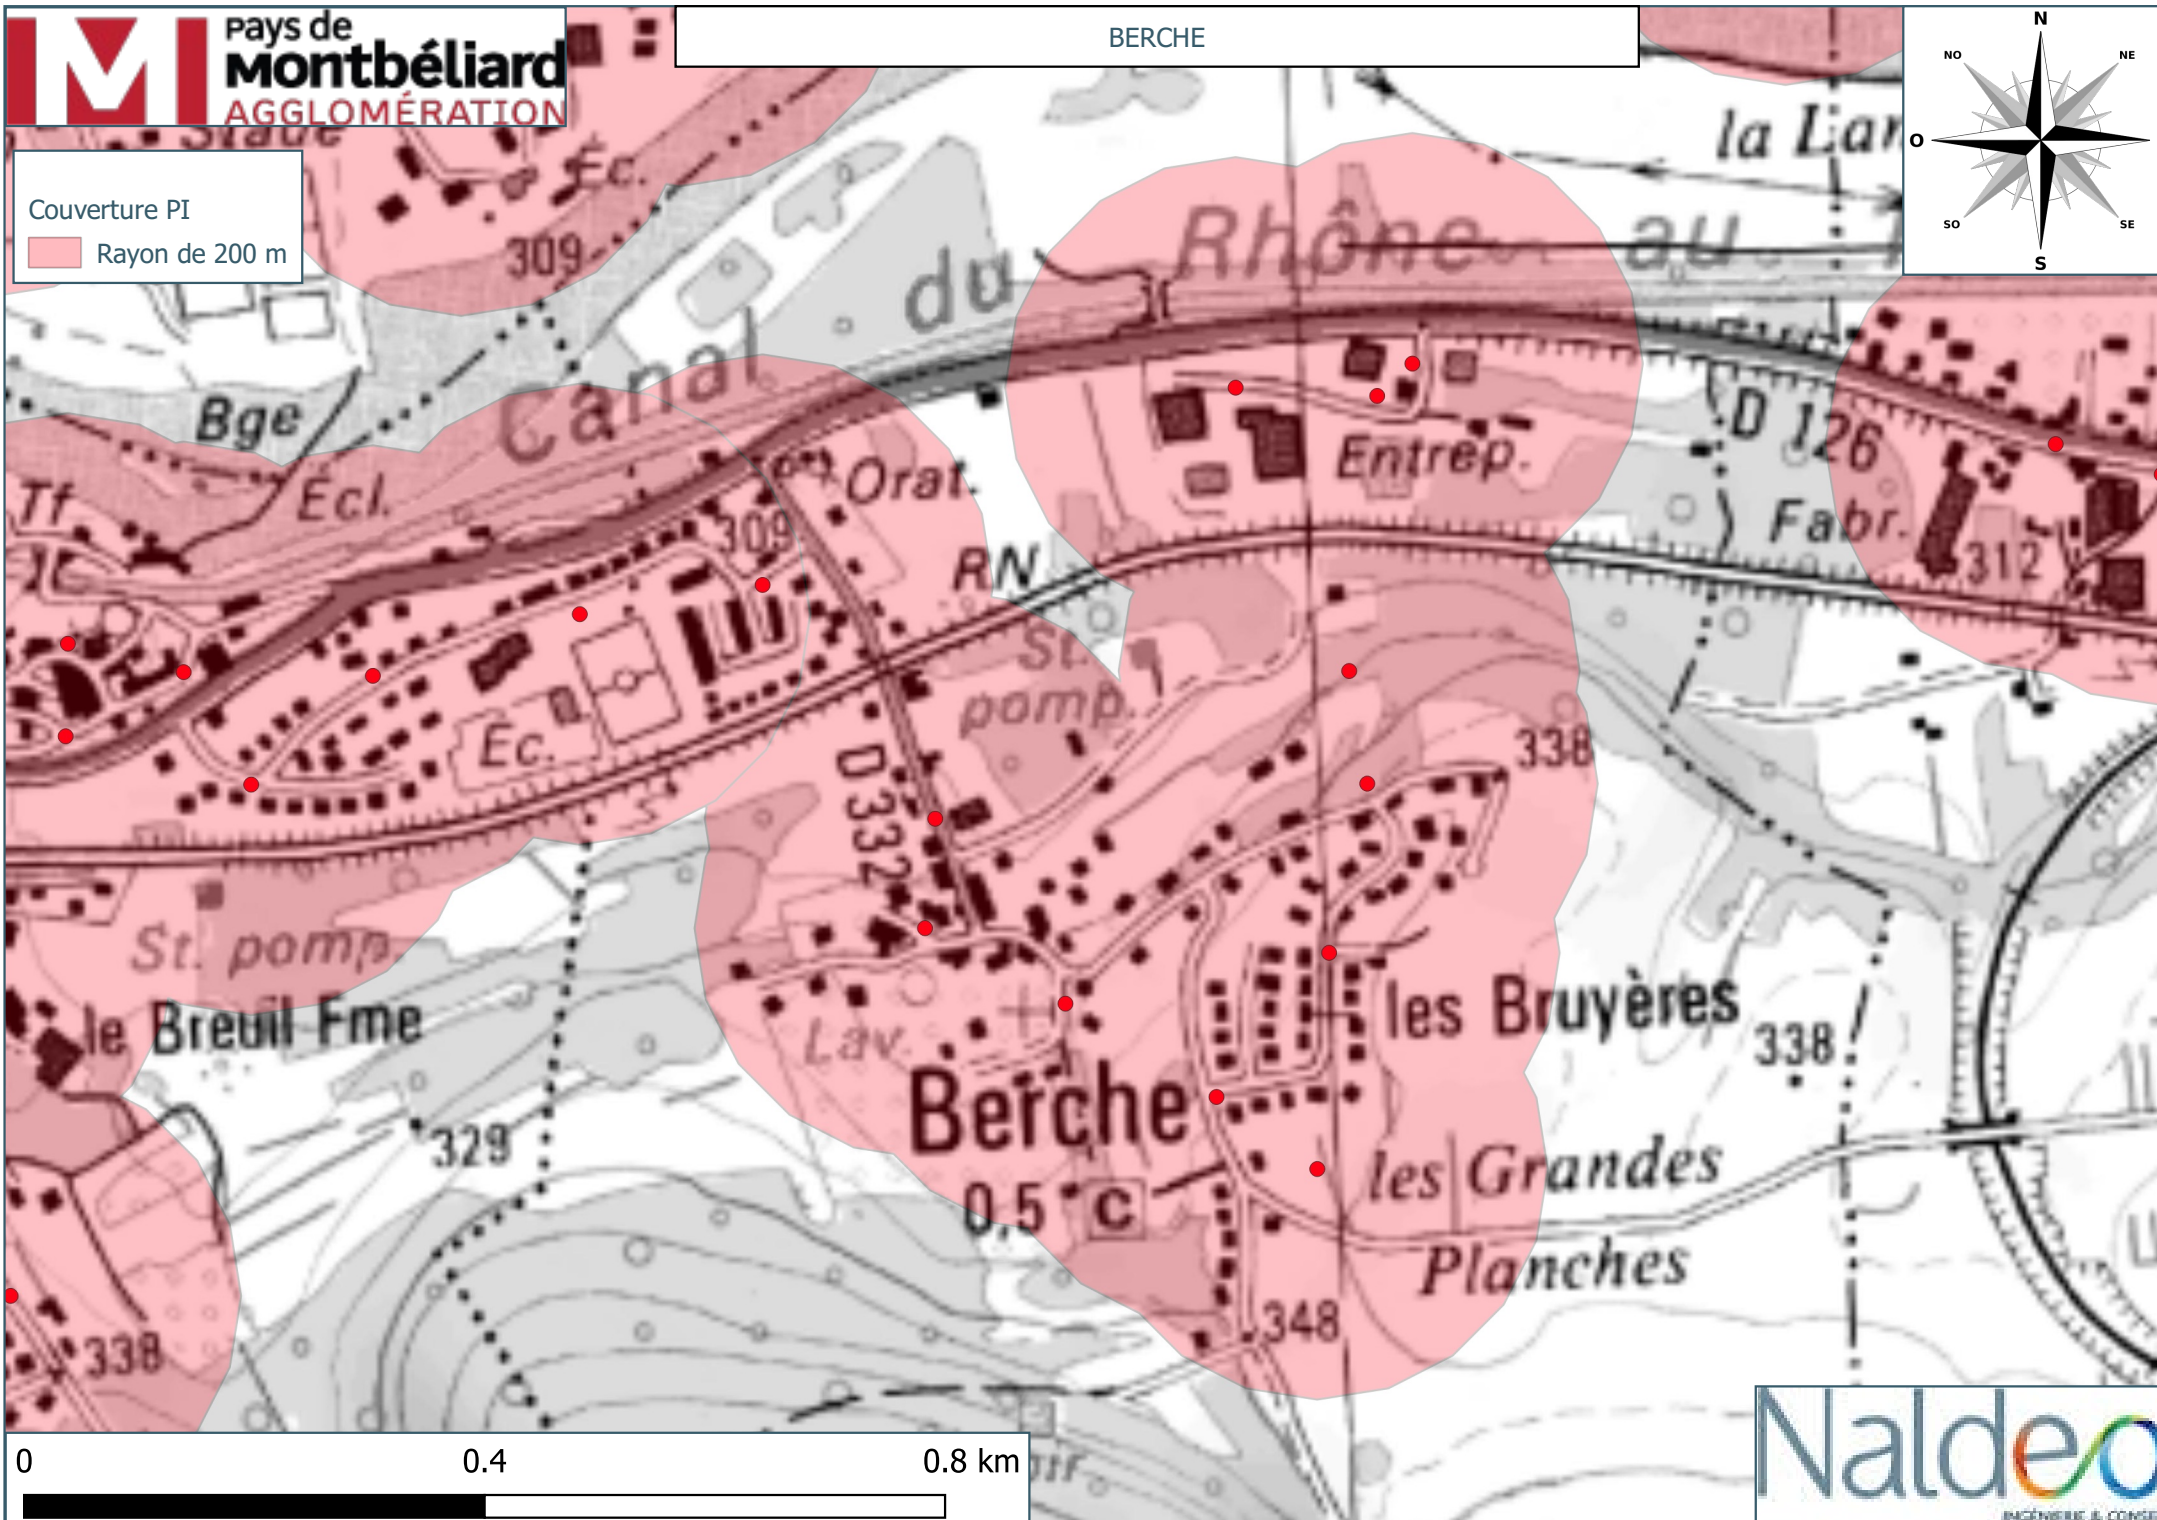 Pays de
Montbéliard
AGGLOMÉRATION
BERCHE
N
NO
NE
O
SO
SE
S
Couverture PI
Rayon de 200 m
Stade
Éc.
309
la Lar
Canal du Rhône au
Bge
Écl.
Tf
Orat.
309
RN
Entrep.
D 126
Fabr.
312
St.
pomp.
Éc.
D 332
338
St. pomp.
le Breuil Fme
Lav.
les Bruyères
338
Berche
0,5
C
329
les Grandes
Planches
348
338
0
0.4
0.8 km
Naldeo
INGÉNIERIE & CONSE